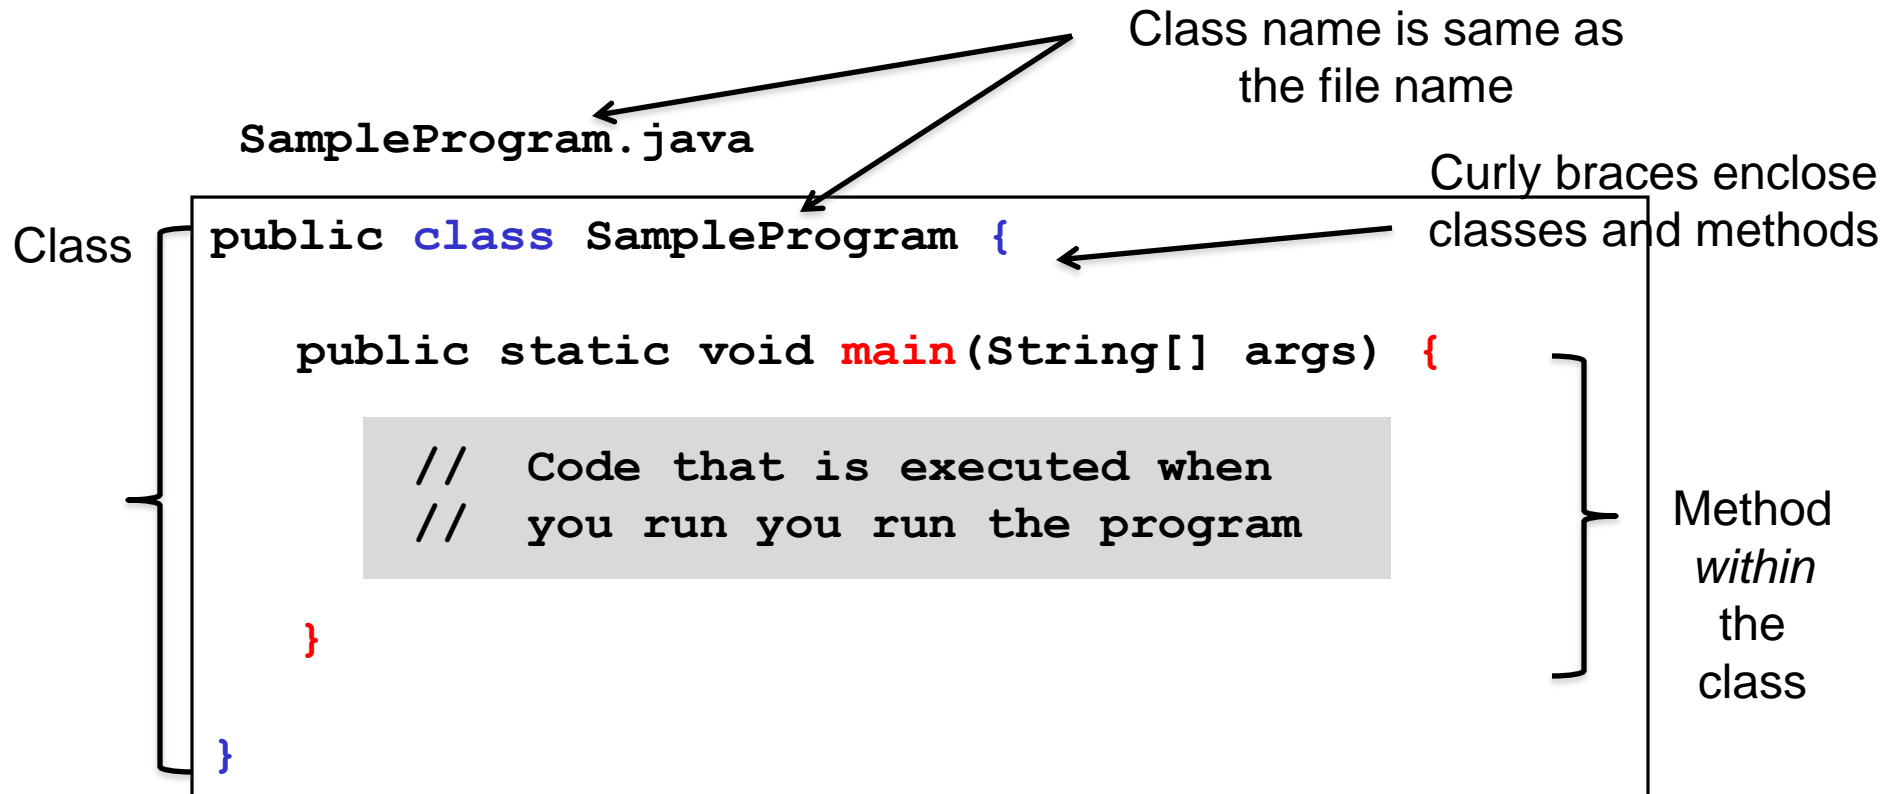 Class name is same as
the file name
SampleProgram.java
Curly braces enclose
classes and methods
Class
public class SampleProgram {
public static void main(String[] args) {
// Code that is executed when
// you run you run the program
}
}
Method
within
the
class